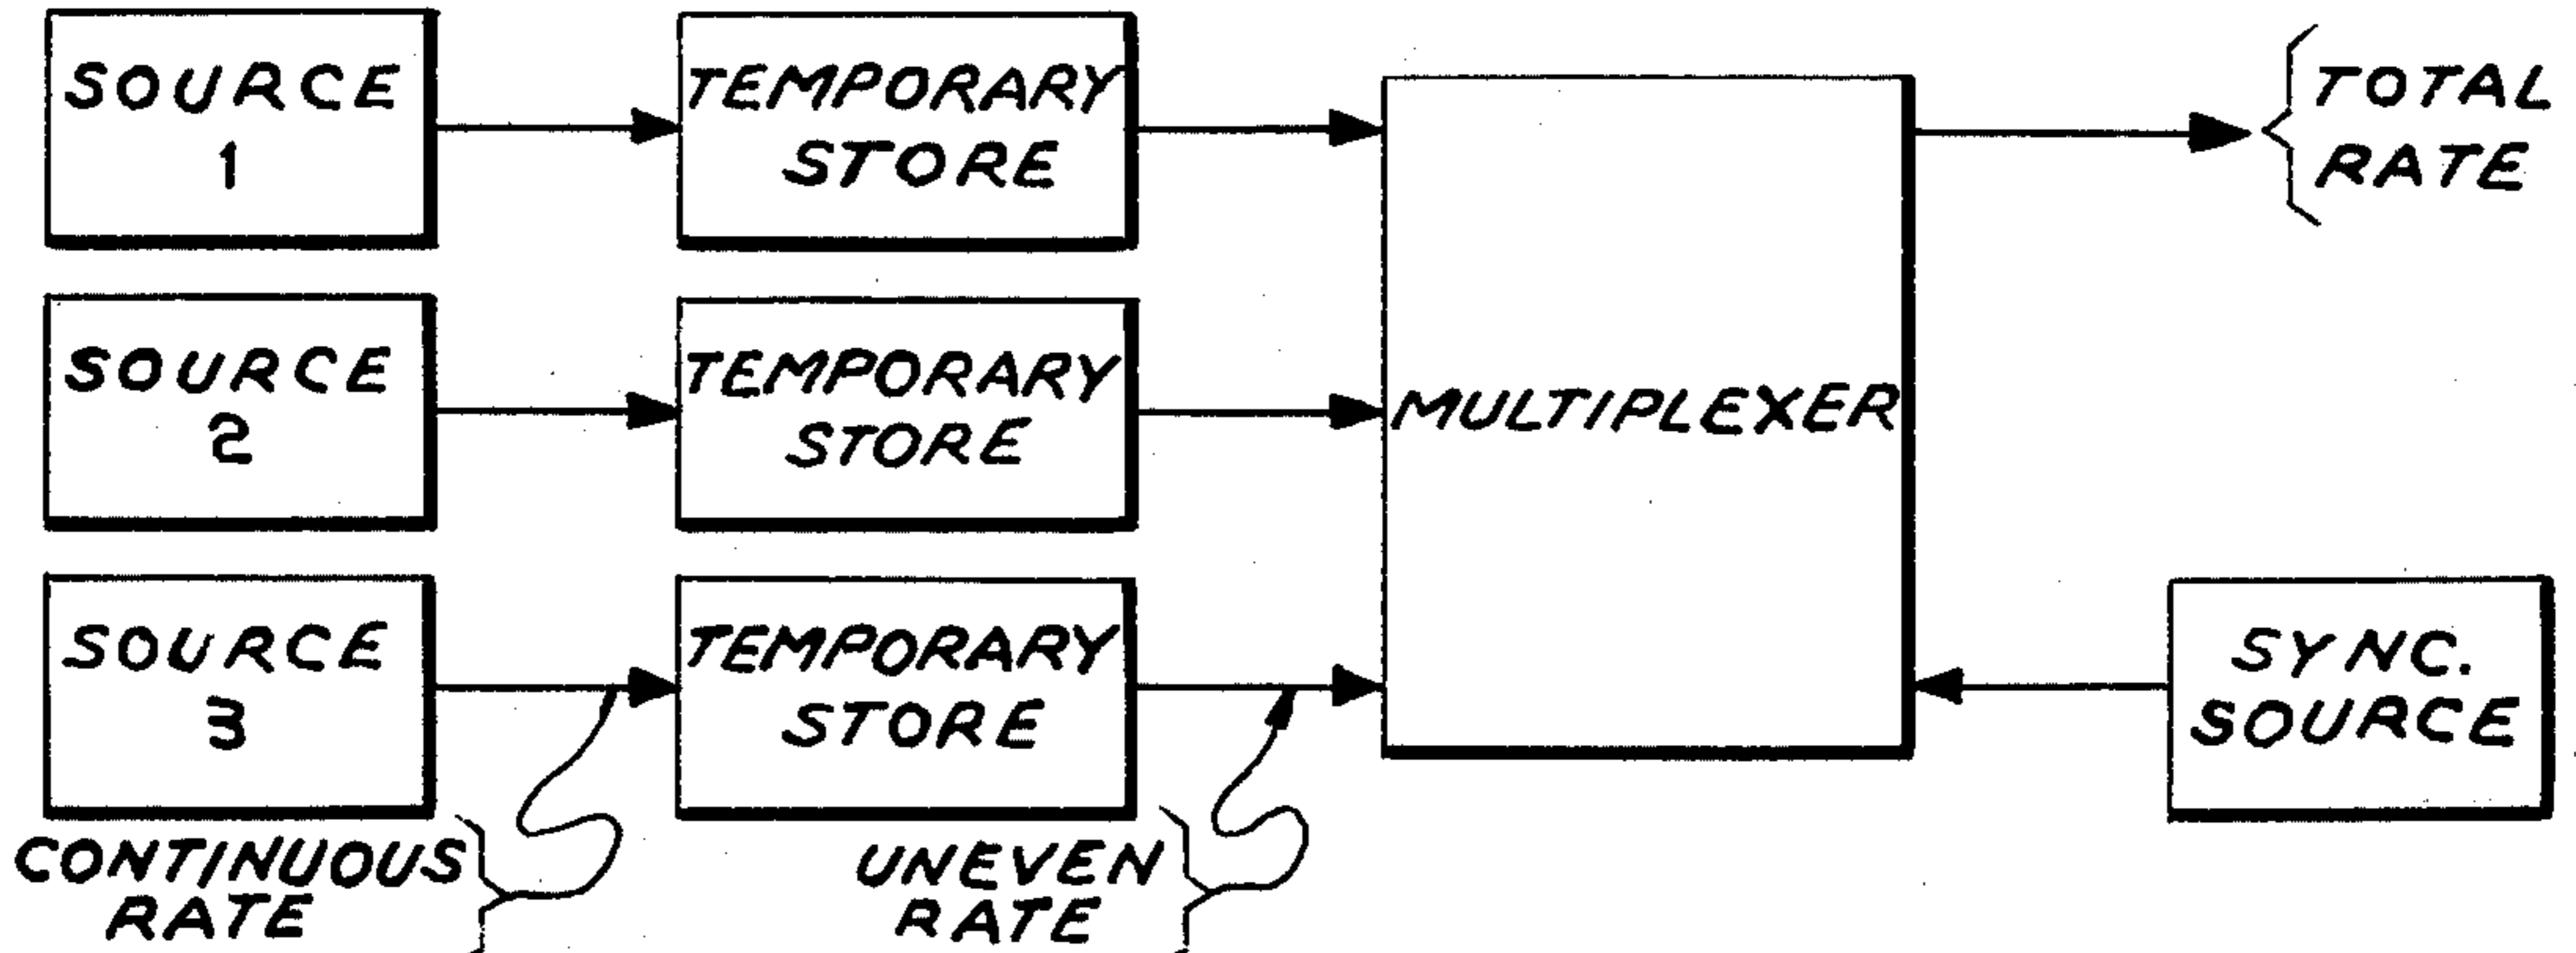 SOURCE
1
TEMPORARY
STORE
TOTAL
RATE
SOURCE
2
TEMPORARY
STORE
MULTIPLEXER
SOURCE
3
TEMPORARY
STORE
SYNC.
SOURCE
CONTINUOUS
RATE
UNEVEN
RATE